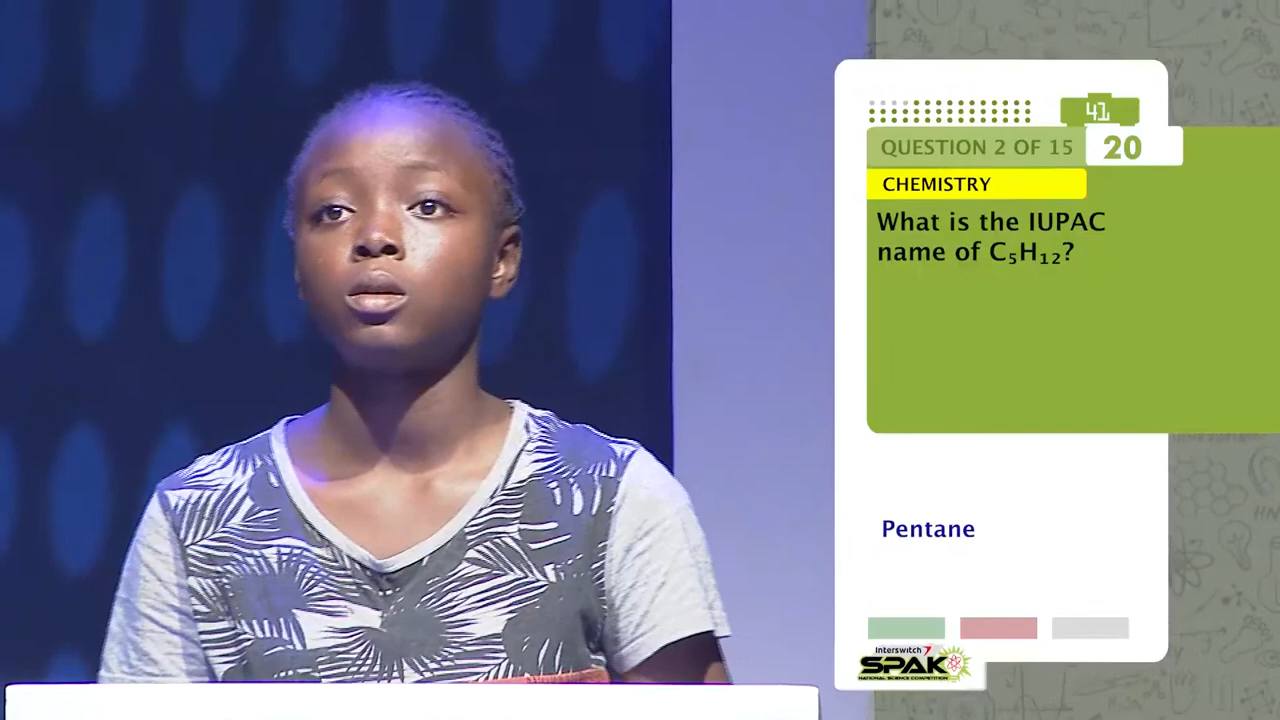 41
QUESTION 2 OF 15
20
CHEMISTRY
What is the IUPAC
name of C₅H₁₂?
Pentane
Interswitch
SPAK
NATIONAL SCIENCE COMPETITION